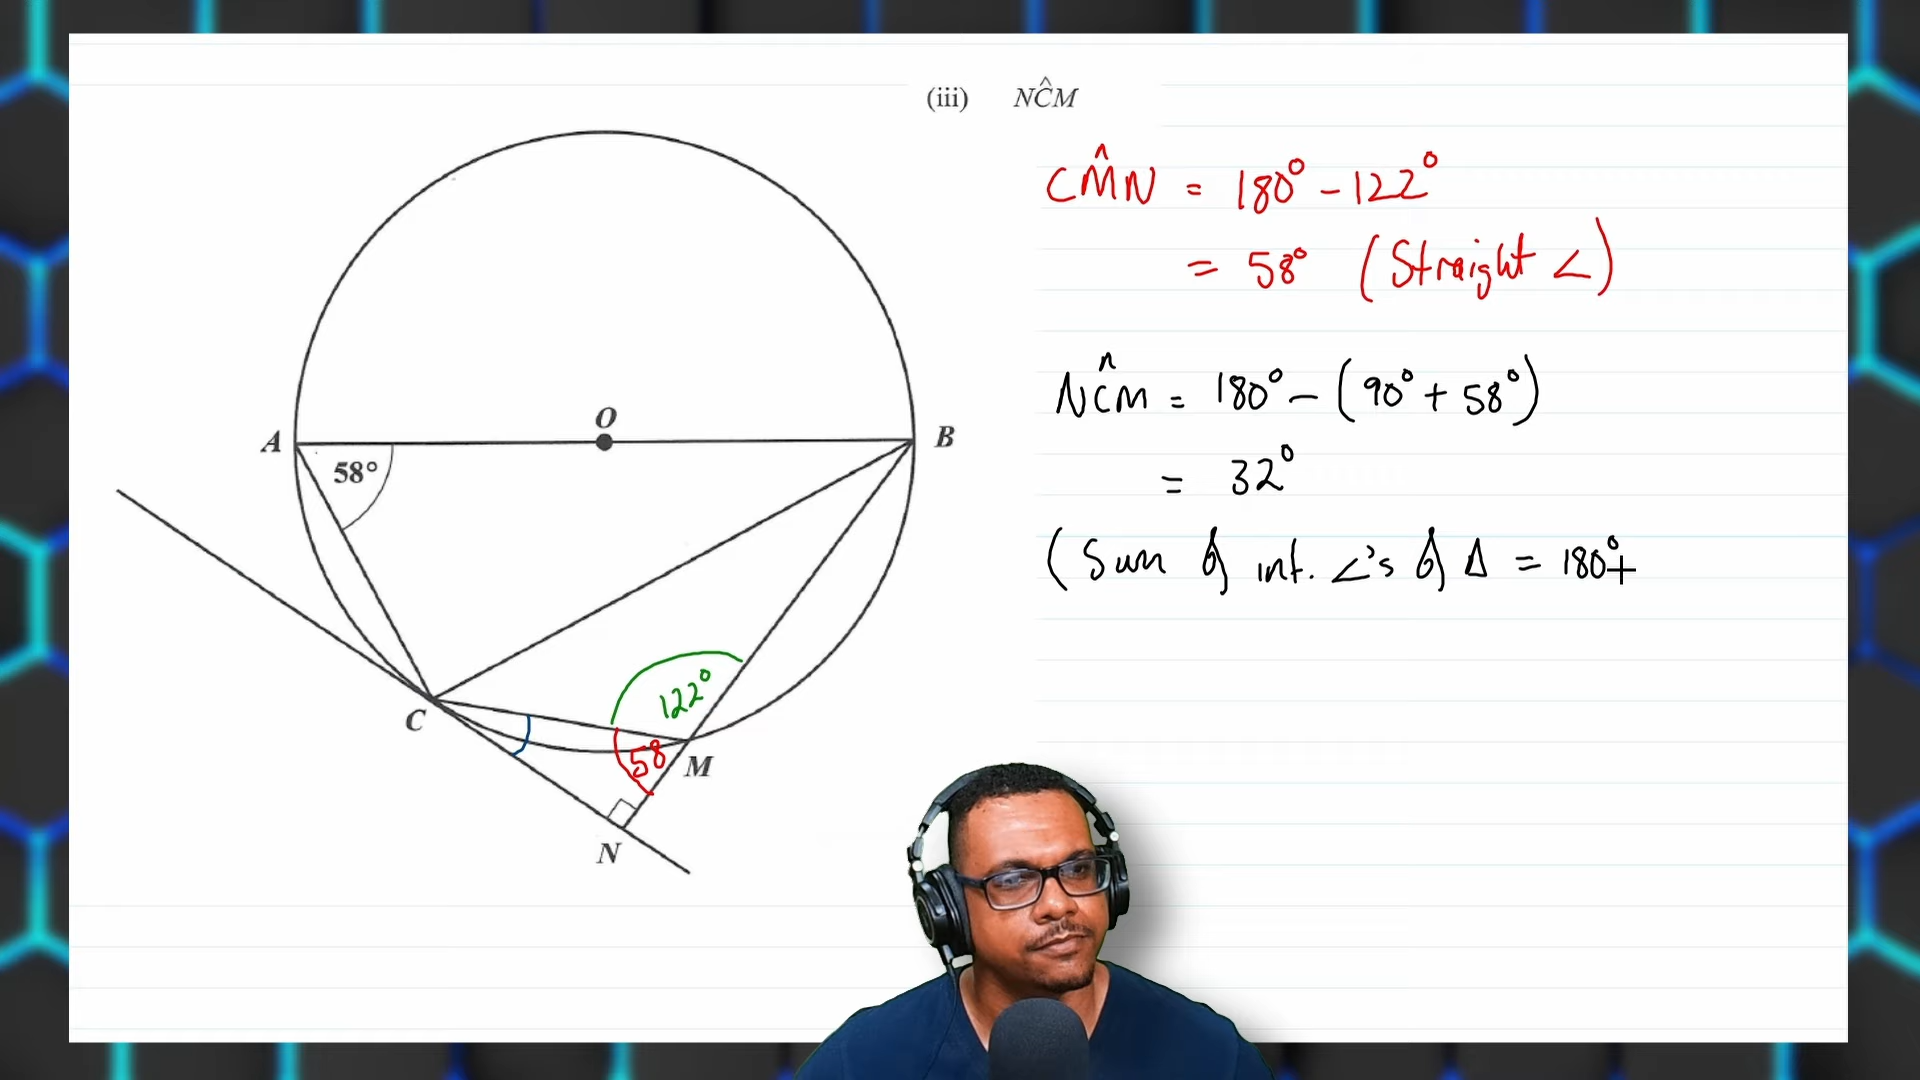 (iii) NĈM
CM̂N = 180° - 122°
= 58° (Straight ∠)
NĈM = 180° - (90° + 58°)
= 32°
(Sum of int. ∠'s of Δ = 180°
O
A
B
58°
122°
C
58
M
N